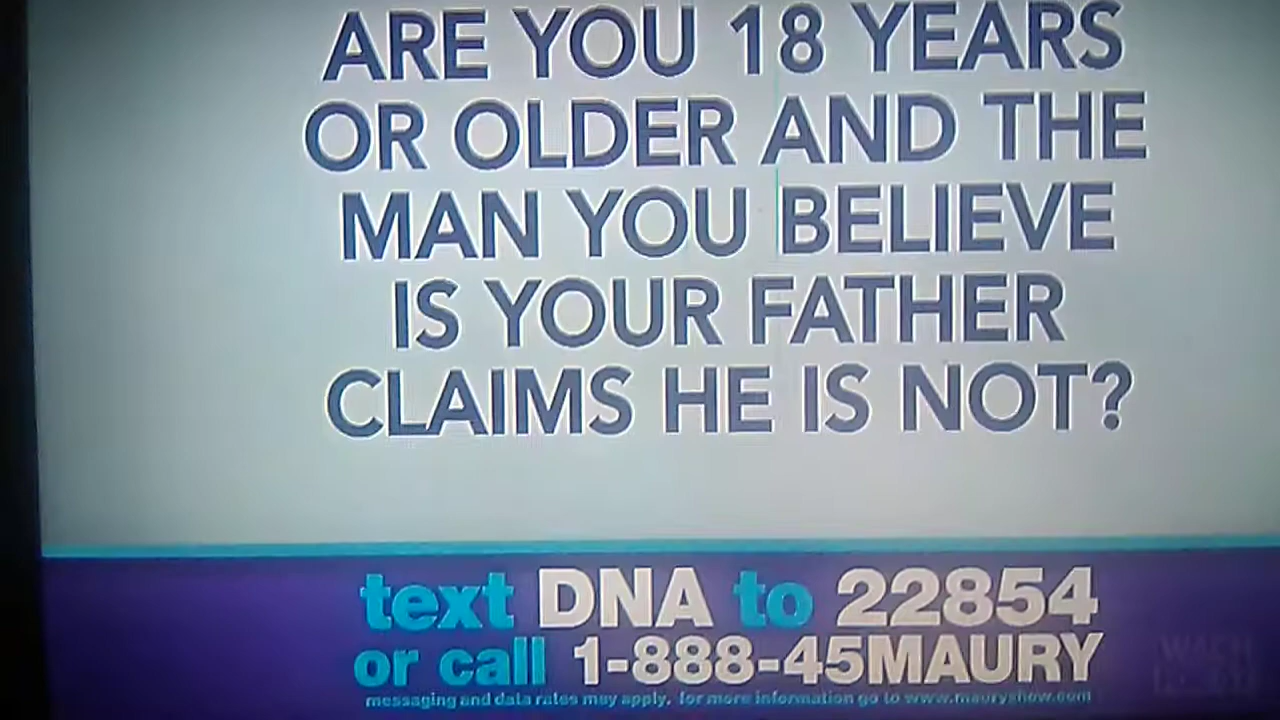 ARE YOU 18 YEARS
OR OLDER AND THE
MAN YOU BELIEVE
IS YOUR FATHER
CLAIMS HE IS NOT?
text DNA to 22854
or call 1-888-45MAURY
messaging and data rates may apply. for more information go to www.mauryshow.com
WACH